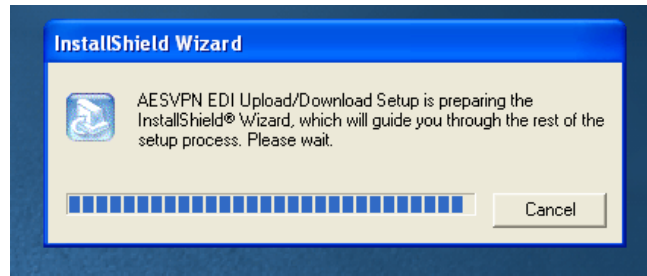 InstallShield Wizard
AESVPN EDI Upload/Download Setup is preparing the
InstallShield® Wizard, which will guide you through the rest of the
setup process. Please wait.
Cancel